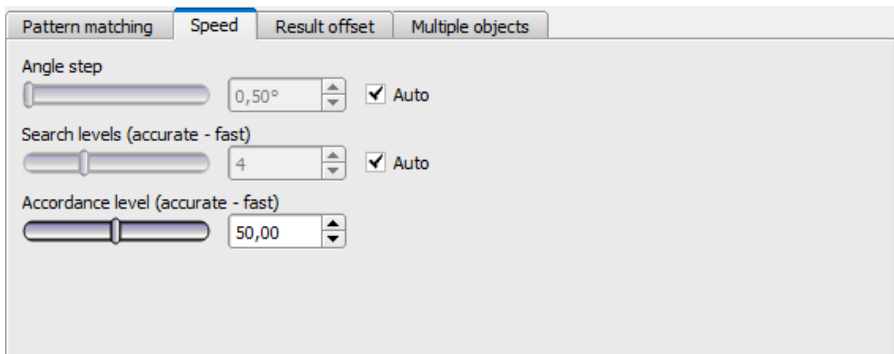 Pattern matching Speed Result offset Multiple objects
Angle step
0,50° Auto
Search levels (accurate - fast)
4 Auto
Accordance level (accurate - fast)
50,00